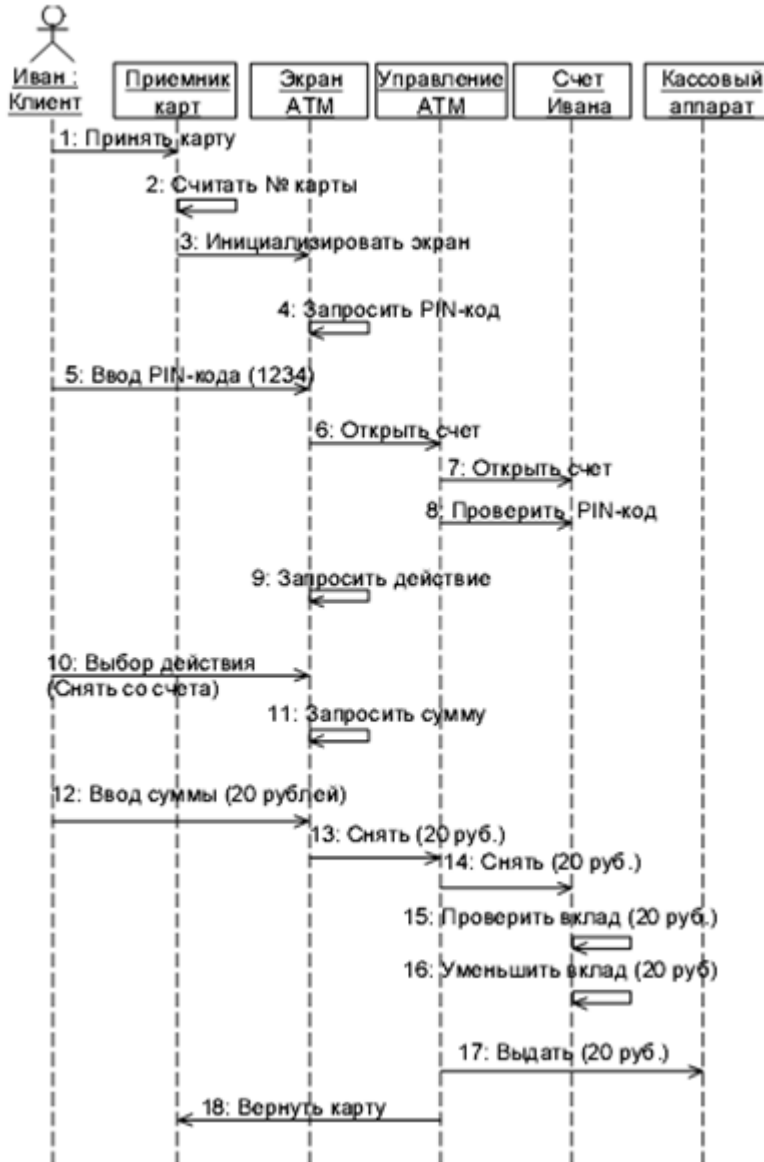 Иван :
Клиент
Приемник
карт
Экран
АТМ
Управление
АТМ
Счет
Ивана
Кассовый
аппарат
1: Принять карту
2: Считать № карты
3: Инициализировать экран
4: Запросить PIN-код
5: Ввод PIN-кода (1234)
6: Открыть счет
7: Открыть счет
8: Проверить PIN-код
9: Запросить действие
10: Выбор действия
(Снять со счета)
11: Запросить сумму
12: Ввод суммы (20 рублей)
13: Снять (20 руб.)
14: Снять (20 руб.)
15: Проверить вклад (20 руб.)
16: Уменьшить вклад (20 руб)
17: Выдать (20 руб.)
18: Вернуть карту